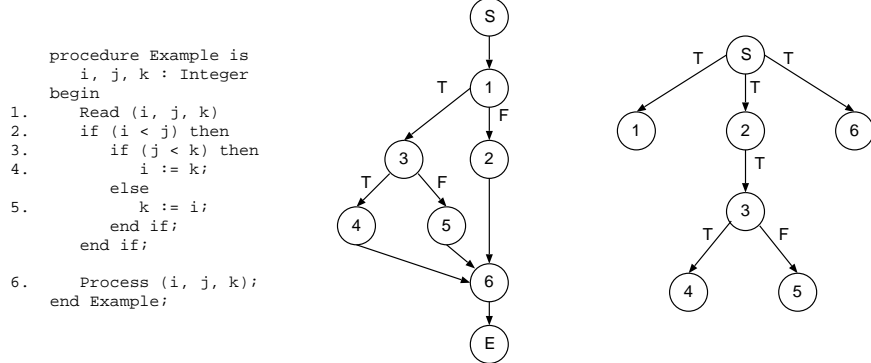 procedure Example is
i, j, k : Integer
begin
1. Read (i, j, k)
2. if (i < j) then
3. if (j < k) then
4. i := k;
else
5. k := i;
end if;
end if;
6. Process (i, j, k);
end Example;
S
1
T
F
3
2
T
F
4
5
6
E
S
T
T
T
1
2
6
T
3
T
F
4
5